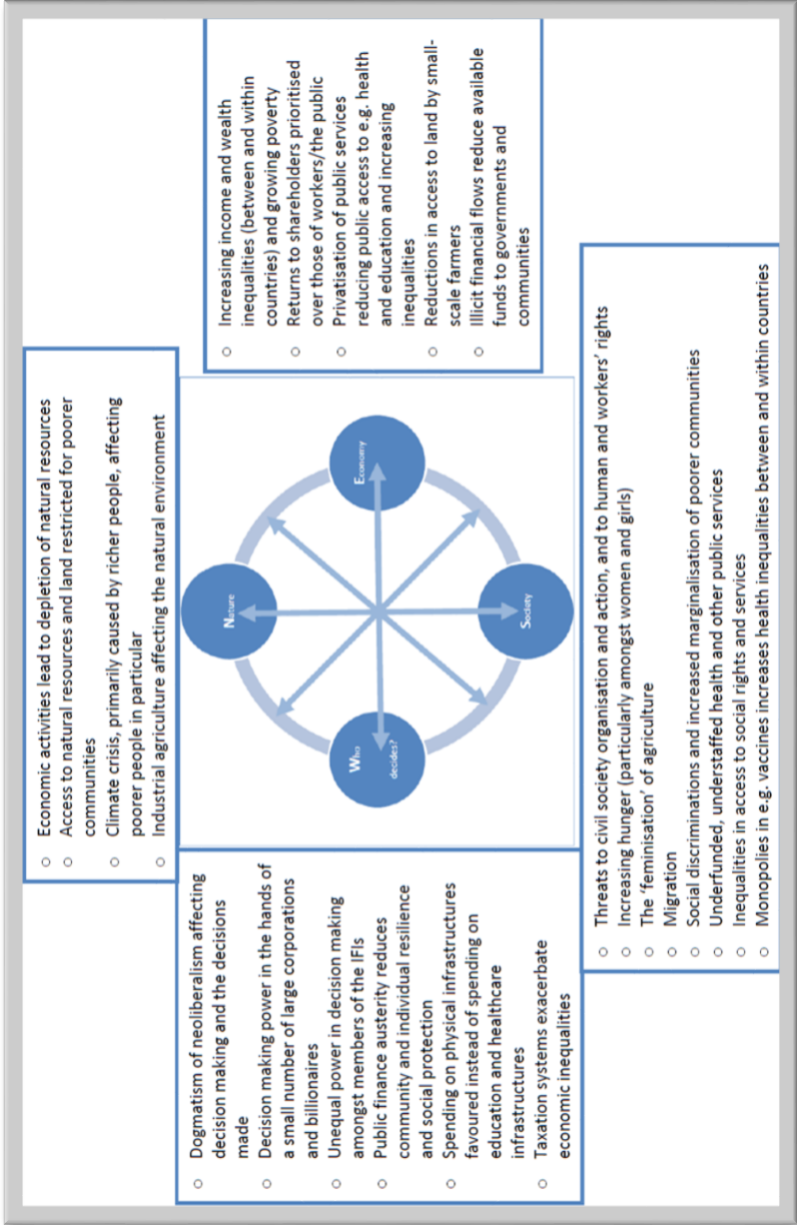 Economic activities lead to depletion of natural resources
Access to natural resources and land restricted for poorer
communities
Climate crisis, primarily caused by richer people, affecting
poorer people in particular
Industrial agriculture affecting the natural environment
Dogmatism of neoliberalism affecting
decision making and the decisions
made
Decision making power in the hands of
a small number of large corporations
and billionaires
Unequal power in decision making
amongst members of the IFIs
Public finance austerity reduces
community and individual resilience
and social protection
Spending on physical infrastructures
favoured instead of spending on
education and healthcare
infrastructures
Taxation systems exacerbate
economic inequalities
Nature
Who
decides?
Economy
Society
Increasing income and wealth
inequalities (between and within
countries) and growing poverty
Returns to shareholders prioritised
over those of workers/the public
Privatisation of public services
reducing public access to e.g. health
and education and increasing
inequalities
Reductions in access to land by small-
scale farmers
Illicit financial flows reduce available
funds to governments and
communities
Threats to civil society organisation and action, and to human and workers' rights
Increasing hunger (particularly amongst women and girls)
The 'feminisation' of agriculture
Migration
Social discriminations and increased marginalisation of poorer communities
Underfunded, understaffed health and other public services
Inequalities in access to social rights and services
Monopolies in e.g. vaccines increases health inequalities between and within countries